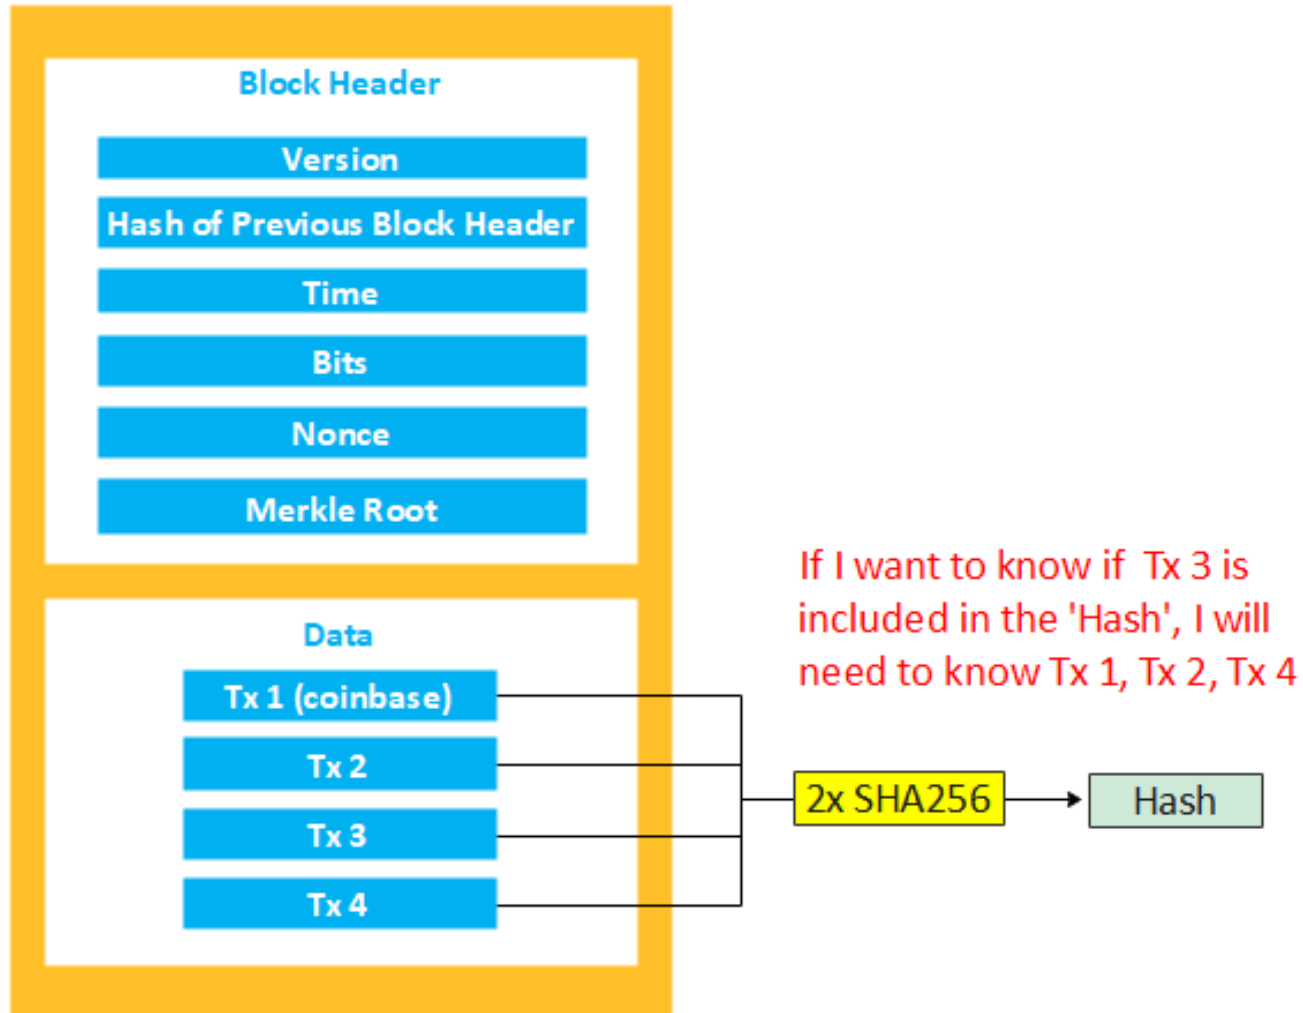 Block Header
Version
Hash of Previous Block Header
Time
Bits
Nonce
Merkle Root
If I want to know if Tx 3 is
included in the 'Hash', I will
need to know Tx 1, Tx 2, Tx 4
Data
Tx 1 (coinbase)
Tx 2
Tx 3
Tx 4
2x SHA256
Hash